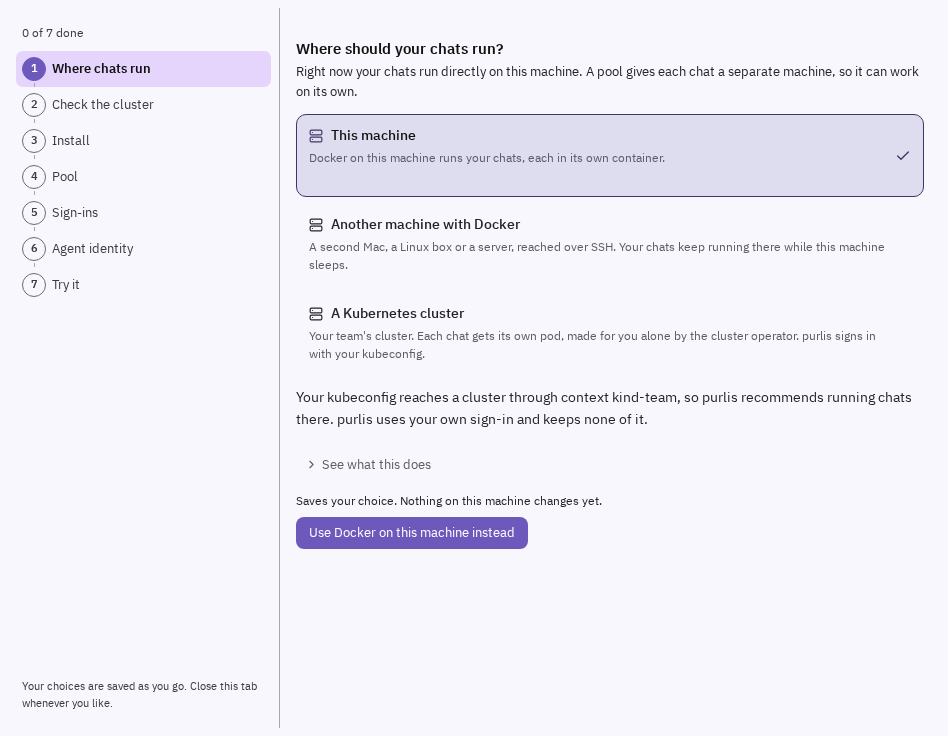 0 of 7 done
1 Where chats run
2 Check the cluster
3 Install
4 Pool
5 Sign-ins
6 Agent identity
7 Try it
Your choices are saved as you go. Close this tab
whenever you like.
Where should your chats run?
Right now your chats run directly on this machine. A pool gives each chat a separate machine, so it can work
on its own.
This machine
Docker on this machine runs your chats, each in its own container.
Another machine with Docker
A second Mac, a Linux box or a server, reached over SSH. Your chats keep running there while this machine
sleeps.
A Kubernetes cluster
Your team's cluster. Each chat gets its own pod, made for you alone by the cluster operator. purlis signs in
with your kubeconfig.
Your kubeconfig reaches a cluster through context kind-team, so purlis recommends running chats
there. purlis uses your own sign-in and keeps none of it.
See what this does
Saves your choice. Nothing on this machine changes yet.
Use Docker on this machine instead